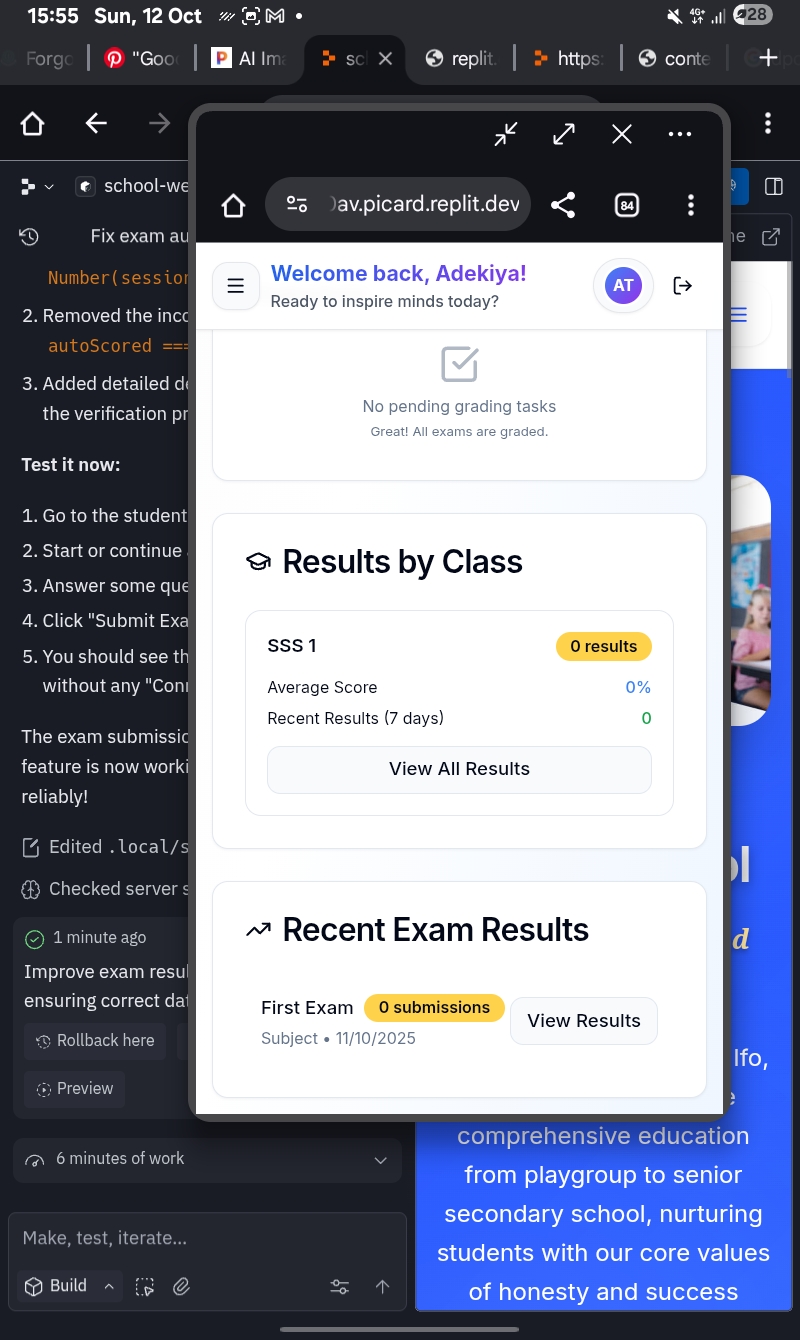 15:55 Sun, 12 Oct
4G+
28
Forgo
"Goo
AI Ima
sc
replit.
https:
conte
school-we
Fix exam au
Number(session
2. Removed the inco
autoScored ===
3. Added detailed de
the verification pr
Test it now:
1. Go to the student
2. Start or continue
3. Answer some que
4. Click "Submit Exa
5. You should see th
without any "Conn
The exam submissio
feature is now worki
reliably!
Edited .local/s
Checked server s
1 minute ago
Improve exam resul
ensuring correct dat
Rollback here
Preview
6 minutes of work
Make, test, iterate...
Build
av.picard.replit.dev
84
Welcome back, Adekiya!
Ready to inspire minds today?
AT
No pending grading tasks
Great! All exams are graded.
Results by Class
SSS 1
0 results
Average Score
0%
Recent Results (7 days)
0
View All Results
Recent Exam Results
First Exam
0 submissions
Subject • 11/10/2025
View Results
ol
d
Ifo,
e
comprehensive education
from playgroup to senior
secondary school, nurturing
students with our core values
of honesty and success